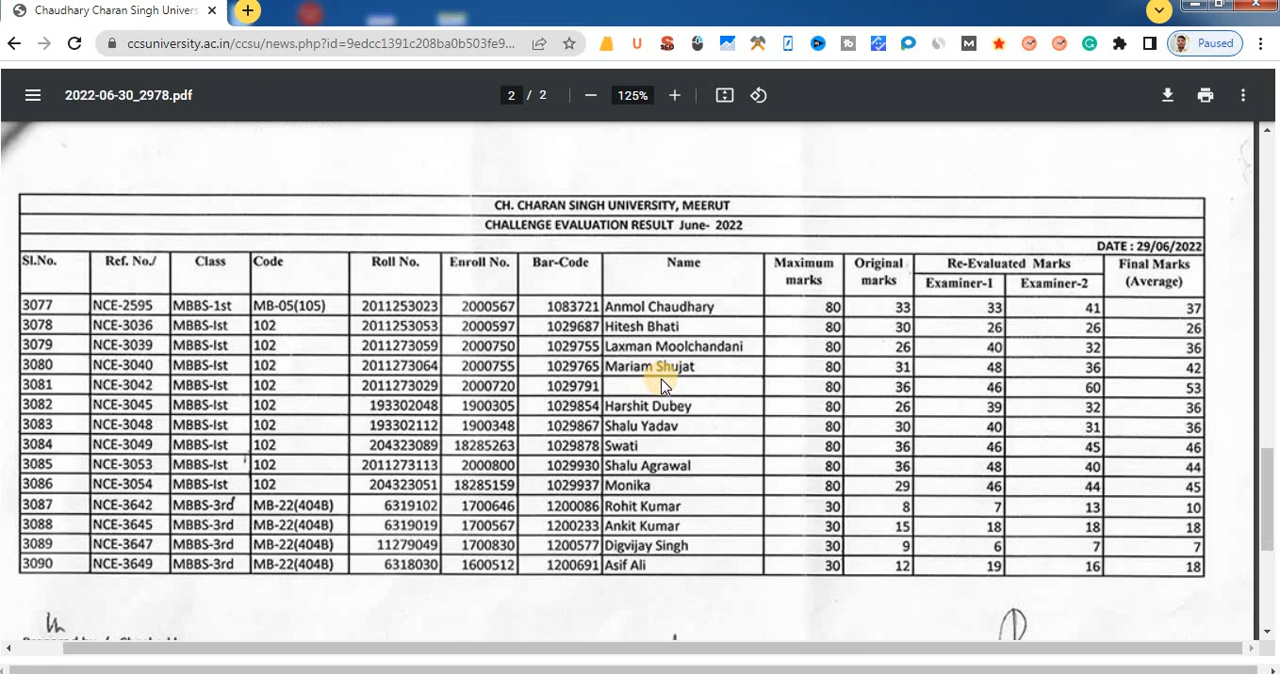 Chaudhary Charan Singh Univers
ccsuniversity.ac.in/ccsu/news.php?id=9edcc1391c208ba0b503fe9...
Paused
2022-06-30_2978.pdf
2 / 2
125%
CH. CHARAN SINGH UNIVERSITY, MEERUT
CHALLENGE EVALUATION RESULT June- 2022
DATE : 29/06/2022
Sl.No. Ref. No./ Class Code Roll No. Enroll No. Bar-Code Name Maximum marks Original marks Re-Evaluated Marks Final Marks (Average)
Examiner-1 Examiner-2
3077 NCE-2595 MBBS-1st MB-05(105) 2011253023 2000567 1083721 Anmol Chaudhary 80 33 33 41 37
3078 NCE-3036 MBBS-Ist 102 2011253053 2000597 1029687 Hitesh Bhati 80 30 26 26 26
3079 NCE-3039 MBBS-Ist 102 2011273059 2000750 1029755 Laxman Moolchandani 80 26 40 32 36
3080 NCE-3040 MBBS-Ist 102 2011273064 2000755 1029765 Mariam Shujat 80 31 48 36 42
3081 NCE-3042 MBBS-Ist 102 2011273029 2000720 1029791 80 36 46 60 53
3082 NCE-3045 MBBS-Ist 102 193302048 1900305 1029854 Harshit Dubey 80 26 39 32 36
3083 NCE-3048 MBBS-Ist 102 193302112 1900348 1029867 Shalu Yadav 80 30 40 31 36
3084 NCE-3049 MBBS-Ist 102 204323089 18285263 1029878 Swati 80 36 46 45 46
3085 NCE-3053 MBBS-Ist 102 2011273113 2000800 1029930 Shalu Agrawal 80 36 48 40 44
3086 NCE-3054 MBBS-Ist 102 204323051 18285159 1029937 Monika 80 29 46 44 45
3087 NCE-3642 MBBS-3rd MB-22(404B) 6319102 1700646 1200086 Rohit Kumar 30 8 7 13 10
3088 NCE-3645 MBBS-3rd MB-22(404B) 6319019 1700567 1200233 Ankit Kumar 30 15 18 18 18
3089 NCE-3647 MBBS-3rd MB-22(404B) 11279049 1700830 1200577 Digvijay Singh 30 9 6 7 7
3090 NCE-3649 MBBS-3rd MB-22(404B) 6318030 1600512 1200691 Asif Ali 30 12 19 16 18